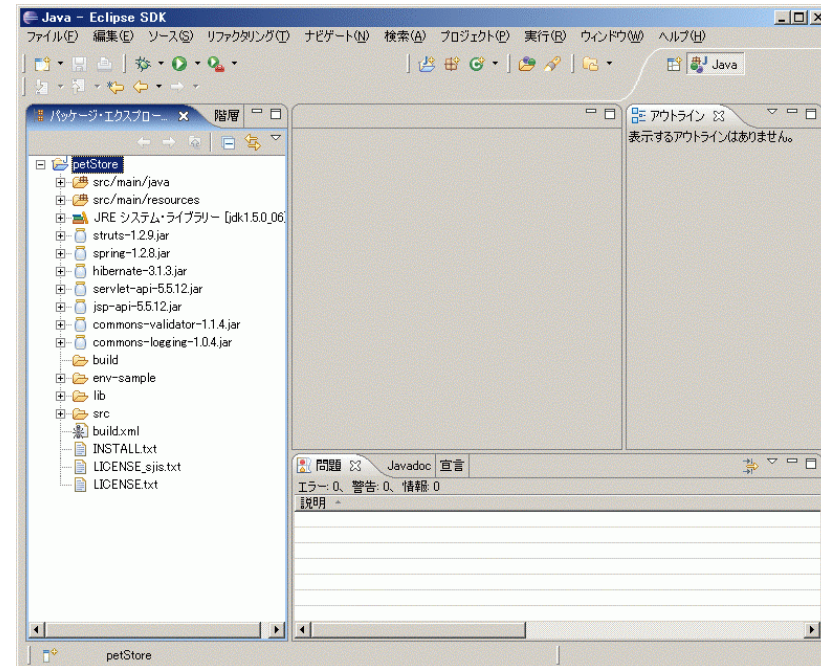 Java - Eclipse SDK
ファイル(F) 編集(E) ソース(S) リファクタリング(T) ナビゲート(N) 検索(A) プロジェクト(P) 実行(R) ウィンドウ(W) ヘルプ(H)
Java
パッケージ・エクスプロー...
階層
petStore
src/main/java
src/main/resources
JRE システム・ライブラリー [jdk1.5.0_06]
struts-1.2.9.jar
spring-1.2.8.jar
hibernate-3.1.3.jar
servlet-api-5.5.12.jar
jsp-api-5.5.12.jar
commons-validator-1.1.4.jar
commons-logging-1.0.4.jar
build
env-sample
lib
src
build.xml
INSTALL.txt
LICENSE_sjis.txt
LICENSE.txt
アウトライン
表示するアウトラインはありません。
問題 Javadoc 宣言
エラー: 0、警告: 0、情報: 0
説明
petStore